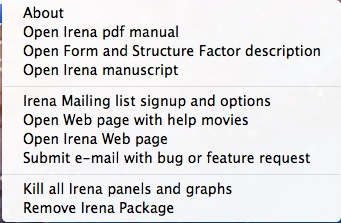 About
Open Irena pdf manual
Open Form and Structure Factor description
Open Irena manuscript
Irena Mailing list signup and options
Open Web page with help movies
Open Irena Web page
Submit e-mail with bug or feature request
Kill all Irena panels and graphs
Remove Irena Package